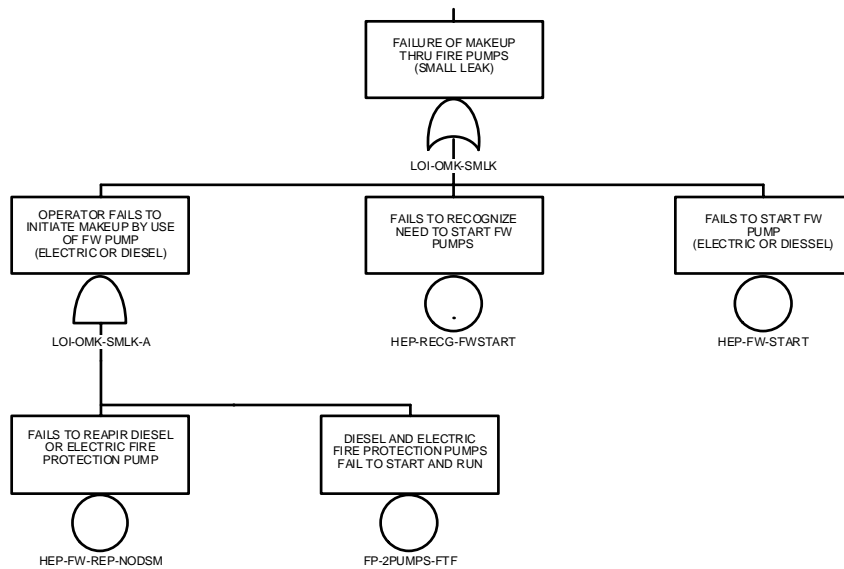 FAILURE OF MAKEUP
THRU FIRE PUMPS
(SMALL LEAK)
LOI-OMK-SMLK
OPERATOR FAILS TO
INITIATE MAKEUP BY USE
OF FW PUMP
(ELECTRIC OR DIESEL)
LOI-OMK-SMLK-A
FAILS TO RECOGNIZE
NEED TO START FW
PUMPS
HEP-RECG-FWSTART
FAILS TO START FW
PUMP
(ELECTRIC OR DIESSEL)
HEP-FW-START
FAILS TO REAPIR DIESEL
OR ELECTRIC FIRE
PROTECTION PUMP
HEP-FW-REP-NODSM
DIESEL AND ELECTRIC
FIRE PROTECTION PUMPS
FAIL TO START AND RUN
FP-2PUMPS-FTF